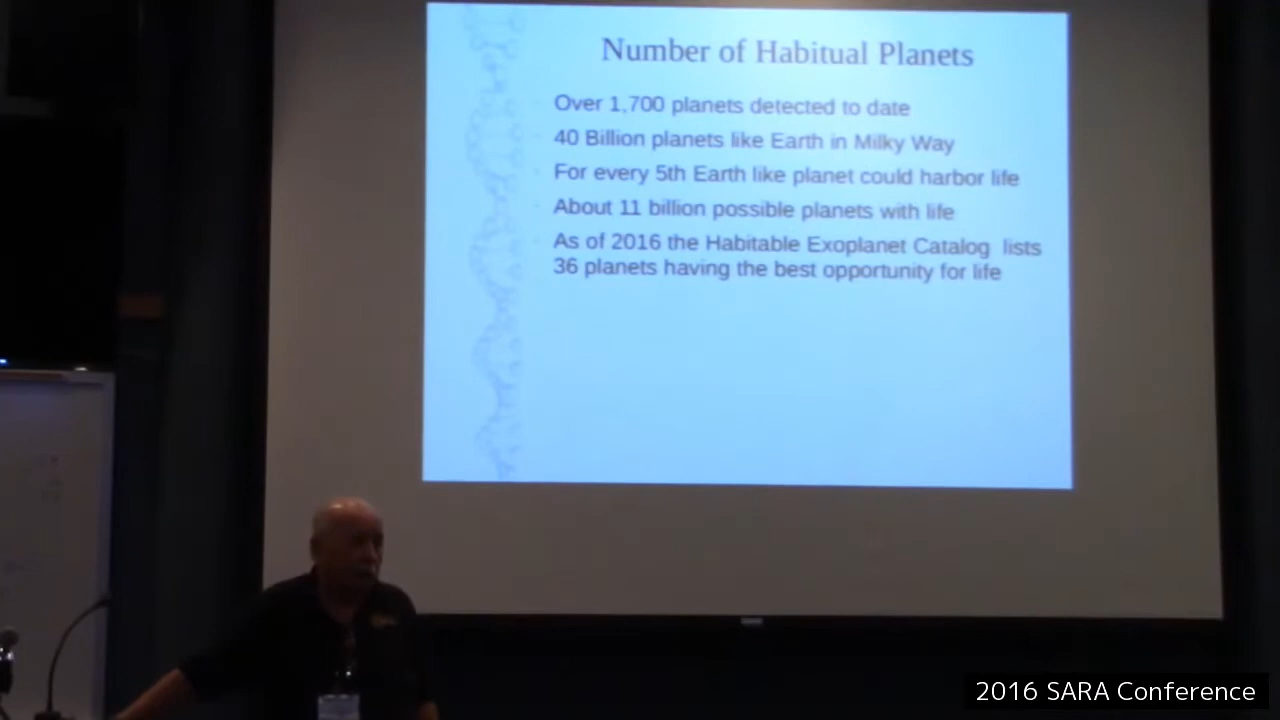 Number of Habitual Planets
Over 1,700 planets detected to date
40 Billion planets like Earth in Milky Way
For every 5th Earth like planet could harbor life
About 11 billion possible planets with life
As of 2016 the Habitable Exoplanet Catalog lists
36 planets having the best opportunity for life
2016 SARA Conference